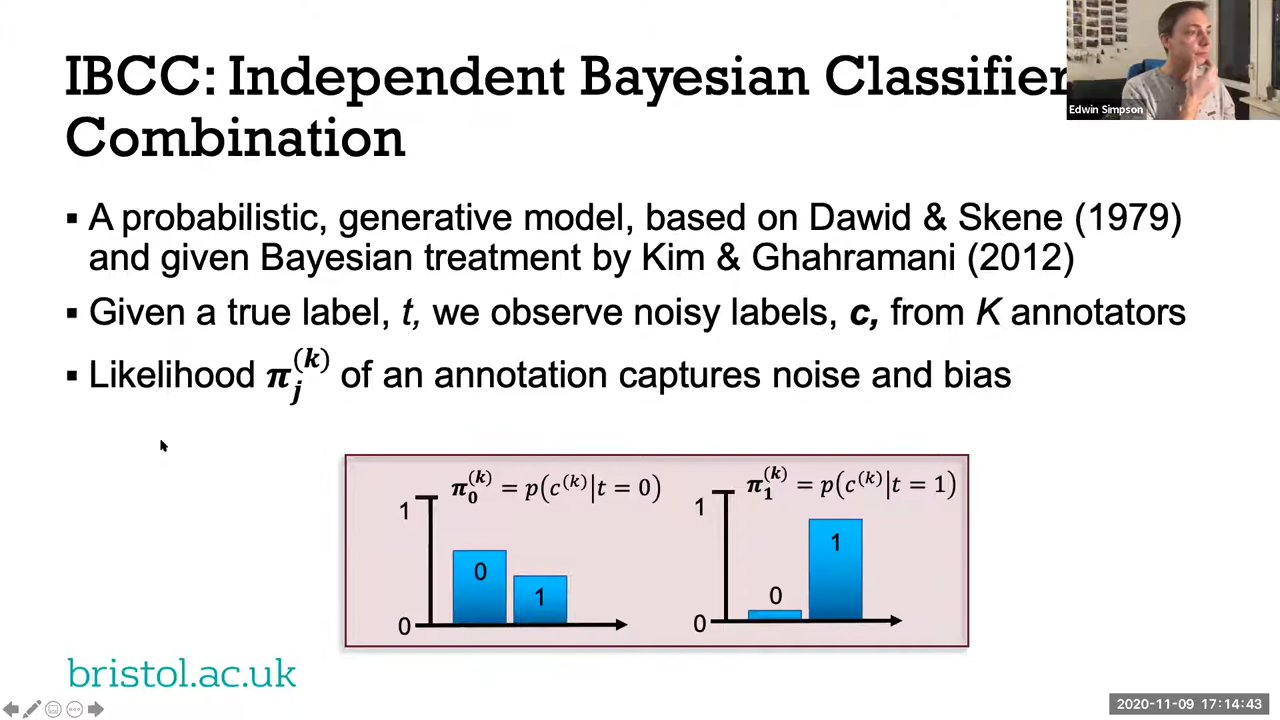 IBCC: Independent Bayesian Classifier
Combination
Edwin Simpson
▪ A probabilistic, generative model, based on Dawid & Skene (1979)
and given Bayesian treatment by Kim & Ghahramani (2012)
▪ Given a true label, t, we observe noisy labels, c, from K annotators
▪ Likelihood π_j^(k) of an annotation captures noise and bias
π_0^(k) = p(c^(k)|t = 0)
1
0
1
0
π_1^(k) = p(c^(k)|t = 1)
1
1
0
0
bristol.ac.uk
2020-11-09 17:14:43